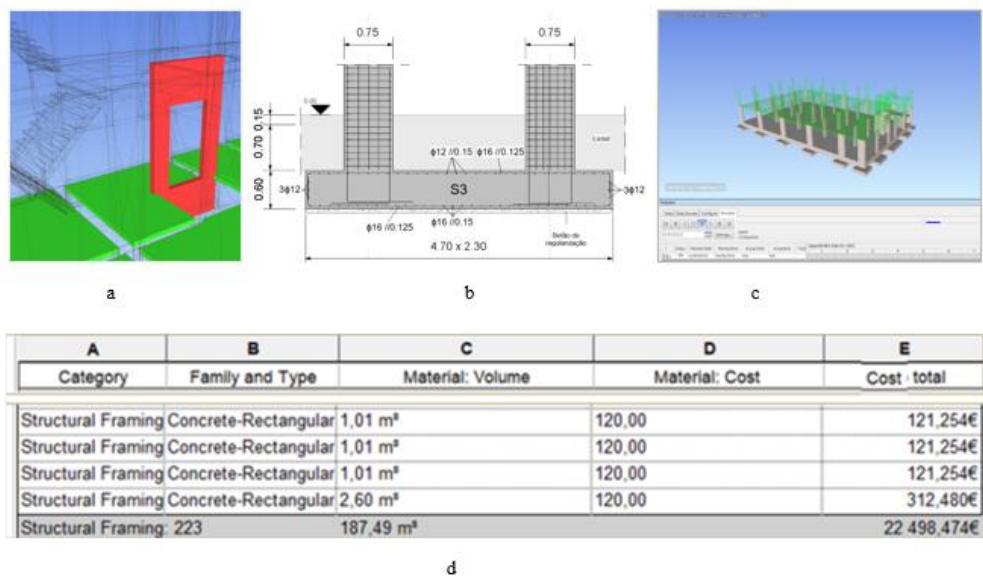 0.75
0.75
0.15
0.70
0.60
ϕ12 //0.15
ϕ16 //0.125
3ϕ12
S3
3ϕ12
ϕ16 //0.125
ϕ16 //0.15
Betão de
regularização
4.70 x 2.30
a
b
c
A B C D E
Category Family and Type Material: Volume Material: Cost Cost total
Structural Framing Concrete-Rectangular 1,01 m³ 120,00 121,254€
Structural Framing Concrete-Rectangular 1,01 m³ 120,00 121,254€
Structural Framing Concrete-Rectangular 1,01 m³ 120,00 121,254€
Structural Framing Concrete-Rectangular 2,60 m³ 120,00 312,480€
Structural Framing: 223 187,49 m³ 22 498,474€
d